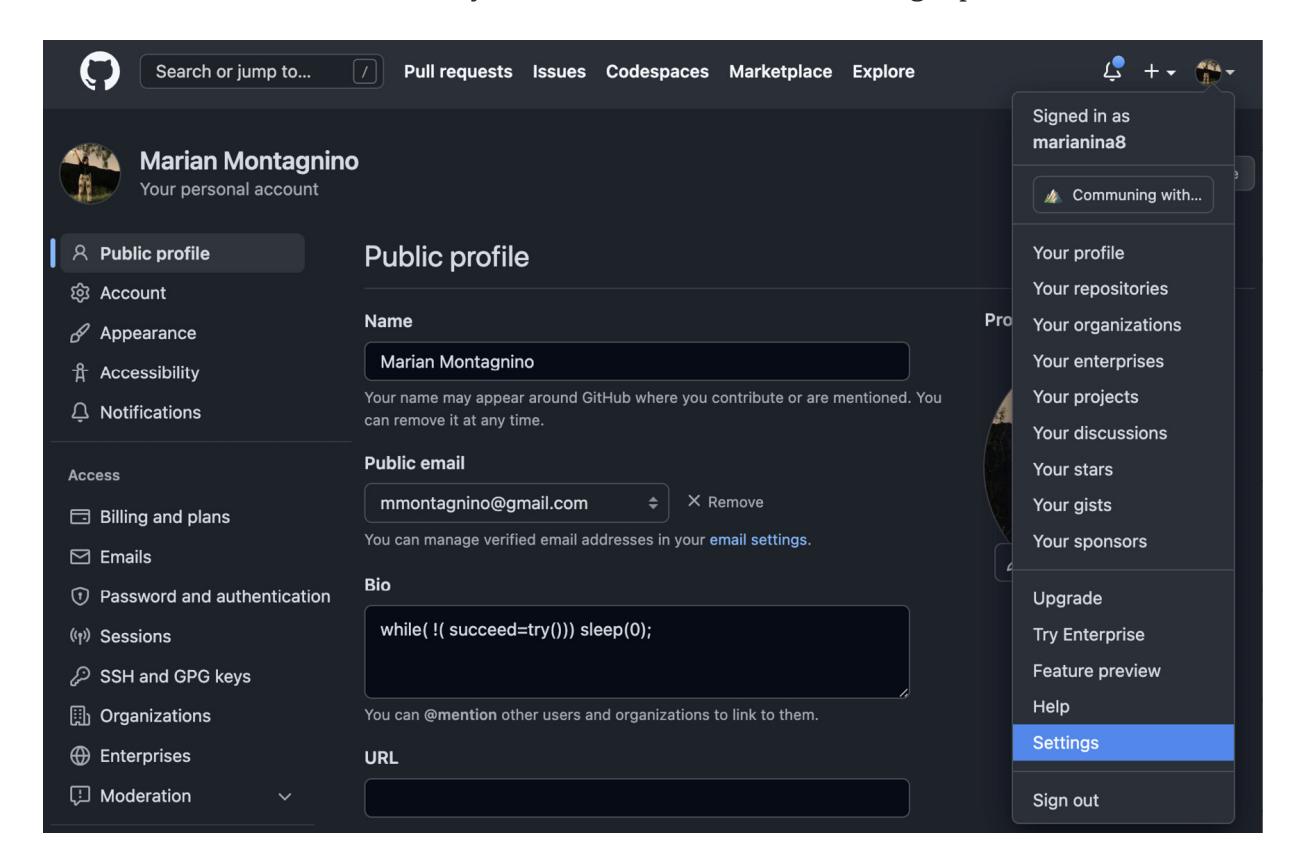 Search or jump to... /
Pull requests Issues Codespaces Marketplace Explore
Marian Montagnino
Your personal account
Public profile
Account
Appearance
Accessibility
Notifications
Access
Billing and plans
Emails
Password and authentication
Sessions
SSH and GPG keys
Organizations
Enterprises
Moderation
Public profile
Name
Marian Montagnino
Your name may appear around GitHub where you contribute or are mentioned. You
can remove it at any time.
Public email
mmontagnino@gmail.com
Remove
You can manage verified email addresses in your email settings.
Bio
while( !( succeed=try())) sleep(0);
You can @mention other users and organizations to link to them.
URL
Pro
Signed in as
marianina8
Communing with...
Your profile
Your repositories
Your organizations
Your enterprises
Your projects
Your discussions
Your stars
Your gists
Your sponsors
Upgrade
Try Enterprise
Feature preview
Help
Settings
Sign out